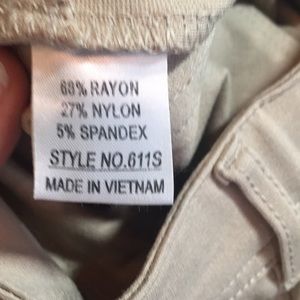 68% RAYON
27% NYLON
5% SPANDEX
STYLE NO.611S
MADE IN VIETNAM